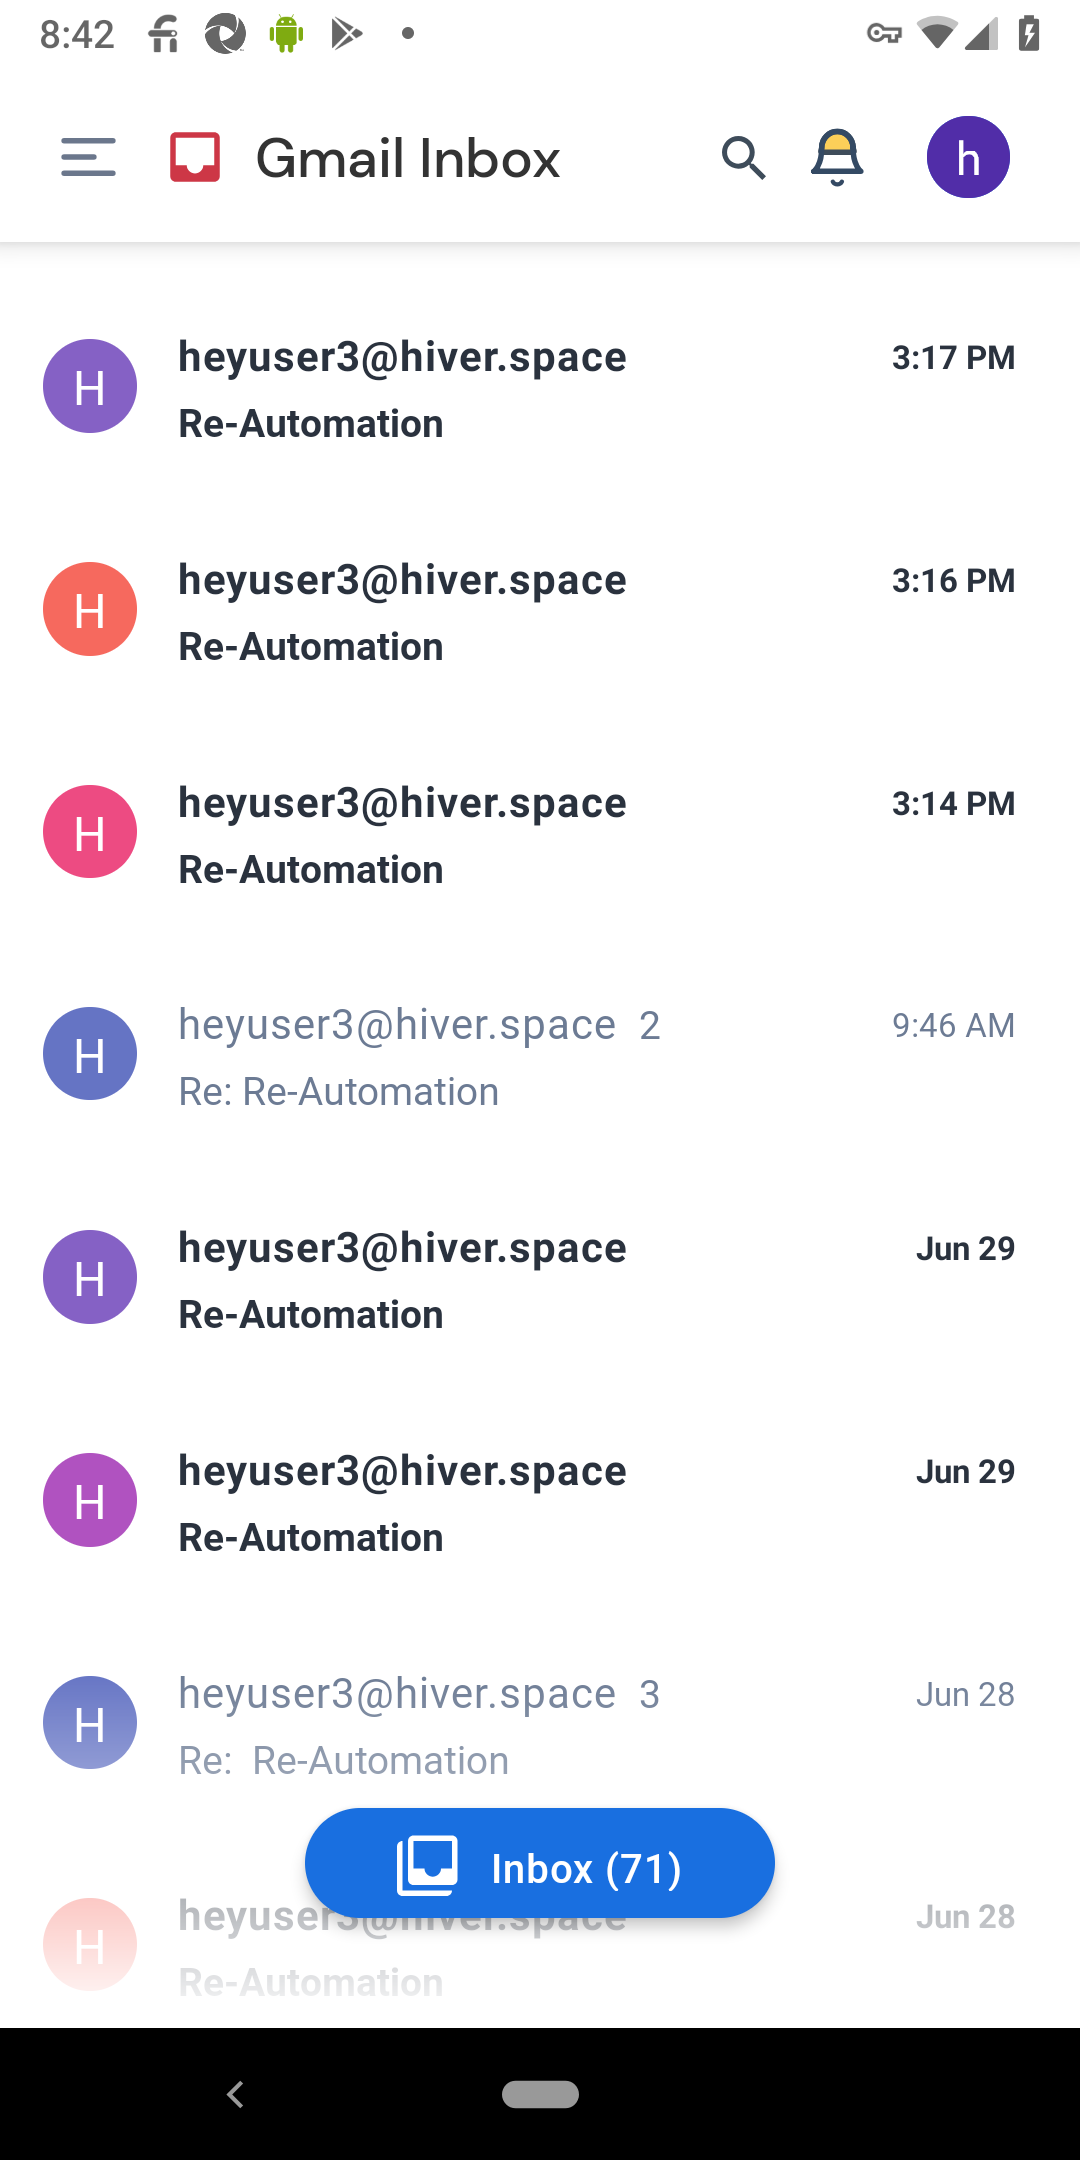 8:42
Gmail Inbox
h
H
heyuser3@hiver.space
3:17 PM
Re-Automation
H
heyuser3@hiver.space
3:16 PM
Re-Automation
H
heyuser3@hiver.space
3:14 PM
Re-Automation
H
heyuser3@hiver.space 2
9:46 AM
Re: Re-Automation
H
heyuser3@hiver.space
Jun 29
Re-Automation
H
heyuser3@hiver.space
Jun 29
Re-Automation
H
heyuser3@hiver.space 3
Jun 28
Re: Re-Automation
Inbox (71)
H
heyuser3@hiver.space
Jun 28
Re-Automation